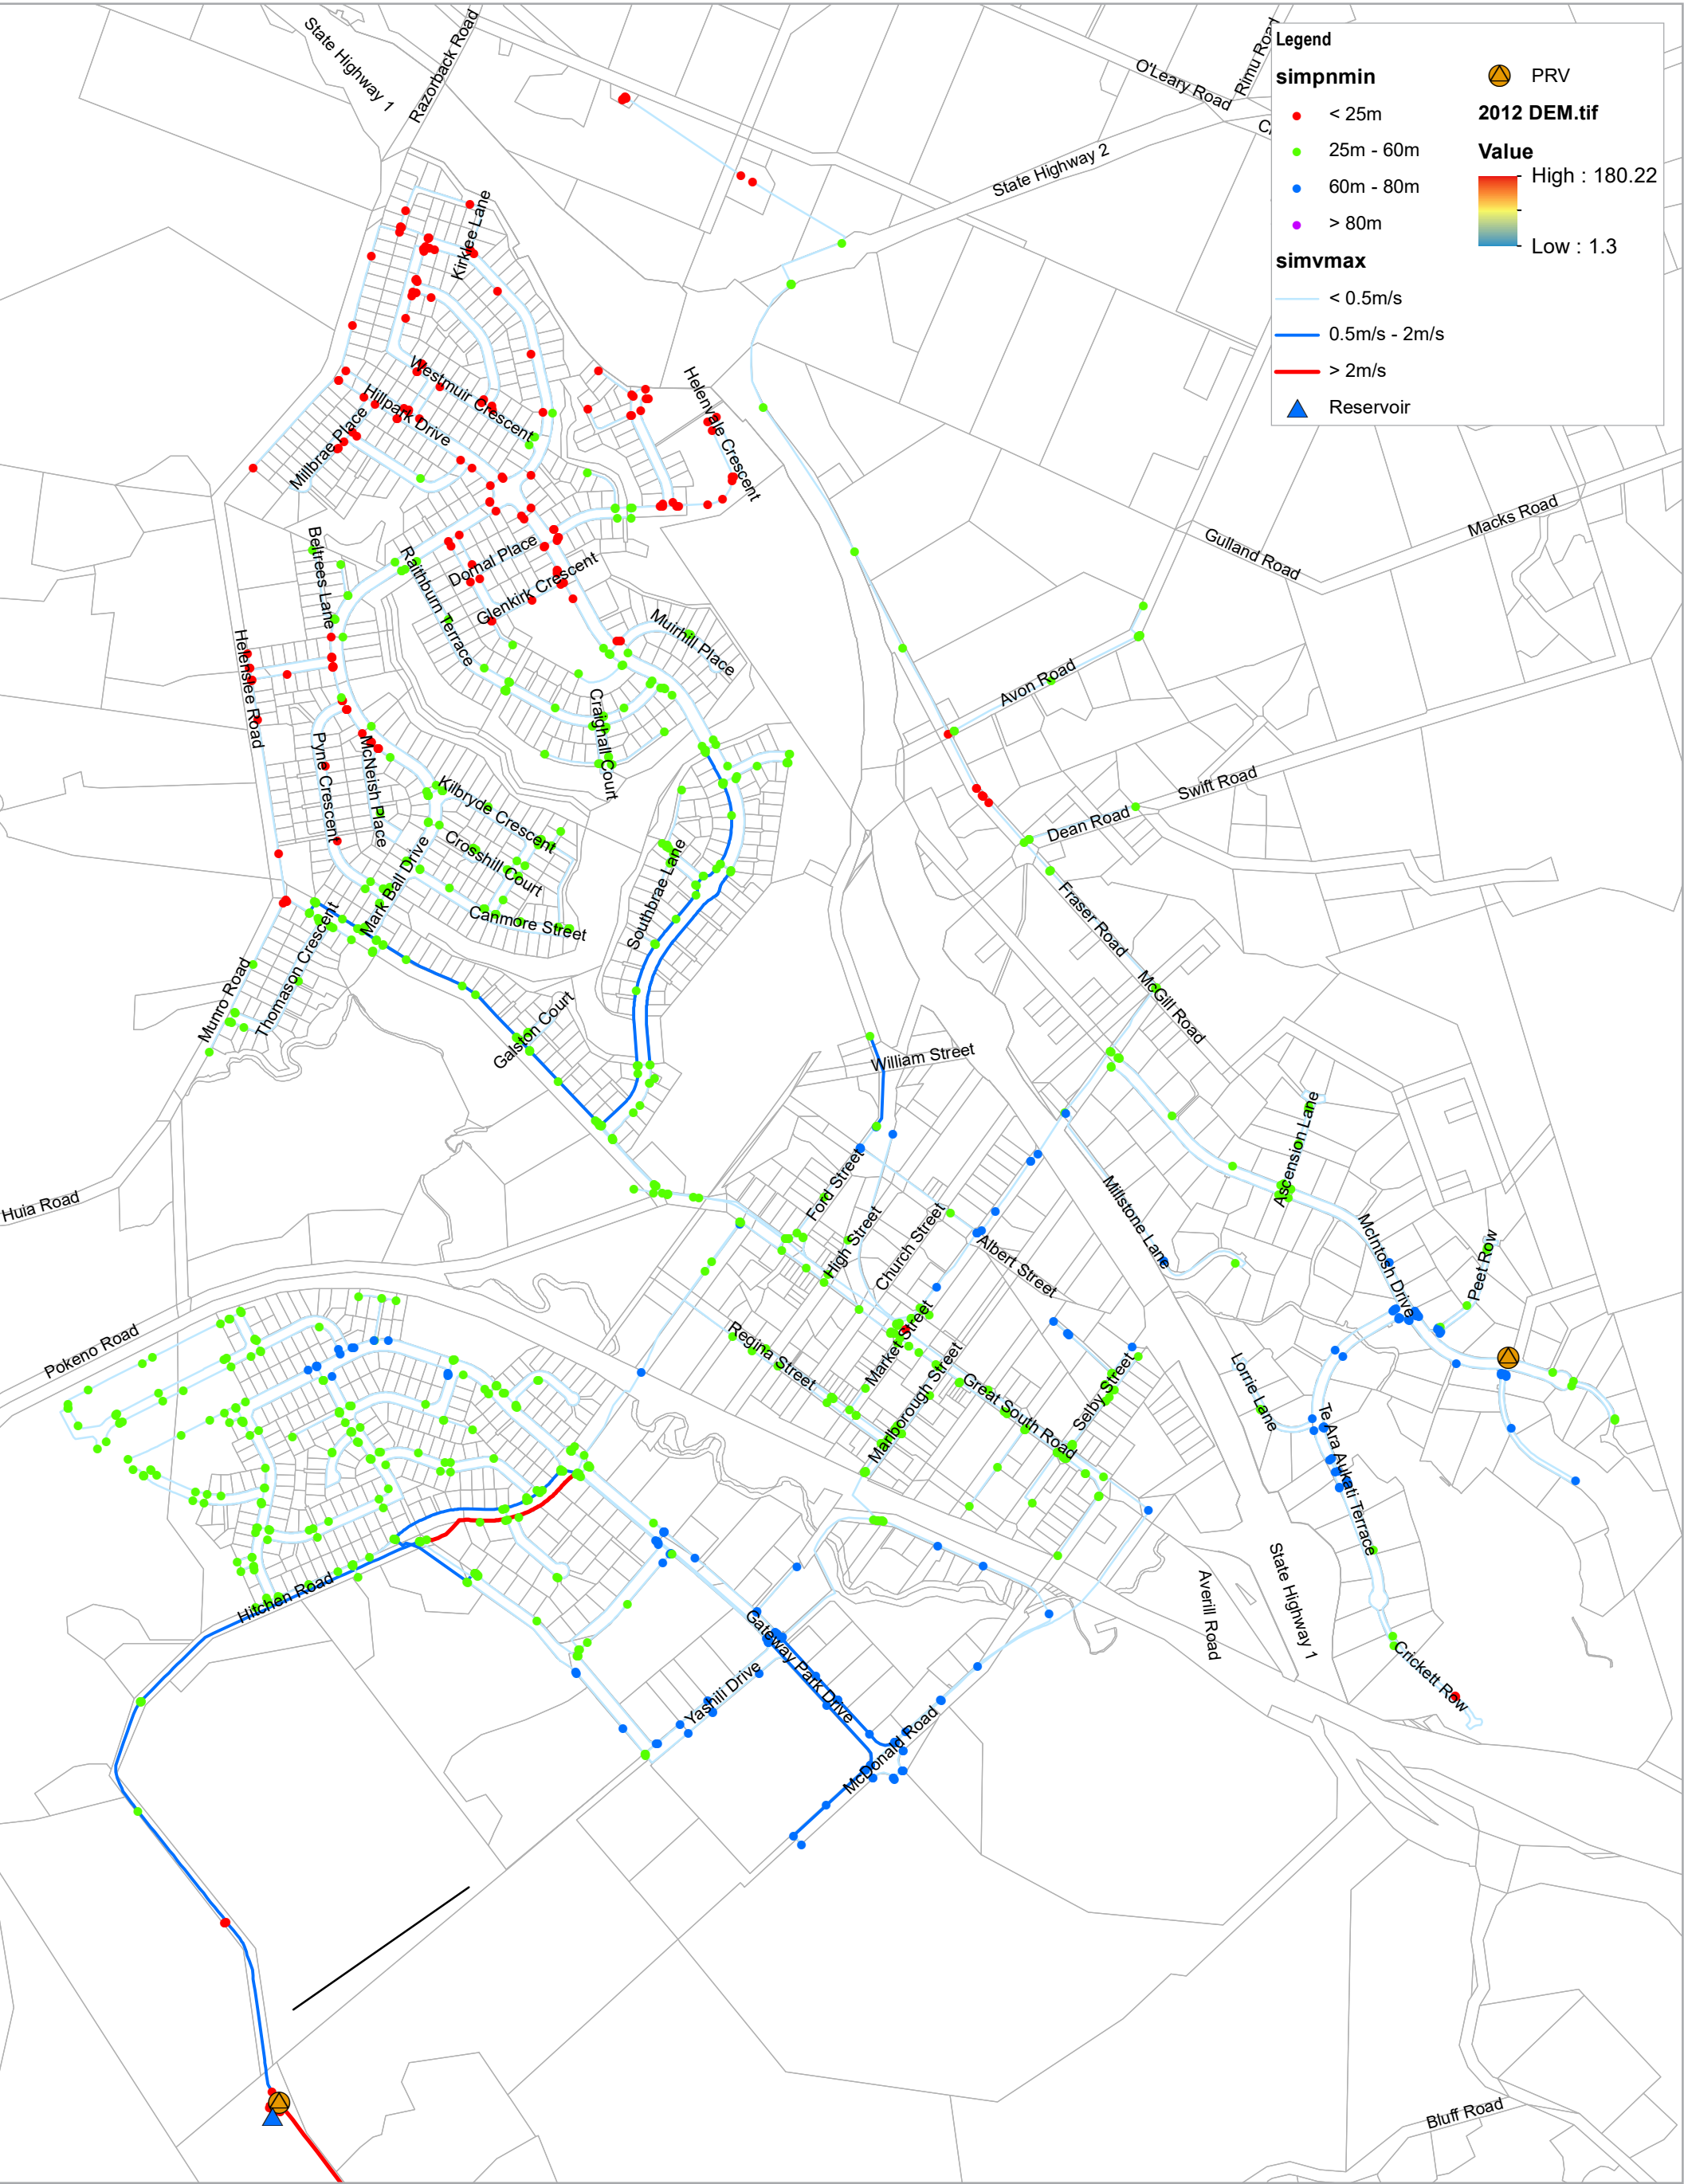 State Highway 1
Razorback Road
O'Leary Road
Rimu Road
State Highway 2
Legend
simpnmin
< 25m
25m - 60m
60m - 80m
> 80m
simvmax
< 0.5m/s
0.5m/s - 2m/s
> 2m/s
Reservoir
PRV
2012 DEM.tif
Value
High : 180.22
Low : 1.3
Kirklee Lane
Westmuir Crescent
Hillpark Drive
Millbrae Place
Helenvale Crescent
Macks Road
Gulland Road
Beltrees Lane
Raithburn Terrace
Dornal Place
Glenkirk Crescent
Muirhill Place
Helenslee Road
Avon Road
Craighall Court
Pyne Crescent
McNeish Place
Kilbryde Crescent
Swift Road
Dean Road
Crosshill Court
Mark Ball Drive
Southbrae Lane
Canmore Street
Fraser Road
Thomason Crescent
Munro Road
McGill Road
Galston Court
William Street
Ascension Lane
Huia Road
Ford Street
Millstone Lane
High Street
Church Street
Albert Street
McIntosh Drive
Peet Row
Pokeno Road
Regina Street
Market Street
Marlborough Street
Great South Road
Selby Street
Lorrie Lane
Te Ara Aukati Terrace
Hitchen Road
Gateway Park Drive
Yashili Drive
McDonald Road
Averill Road
State Highway 1
Crickett Row
Bluff Road